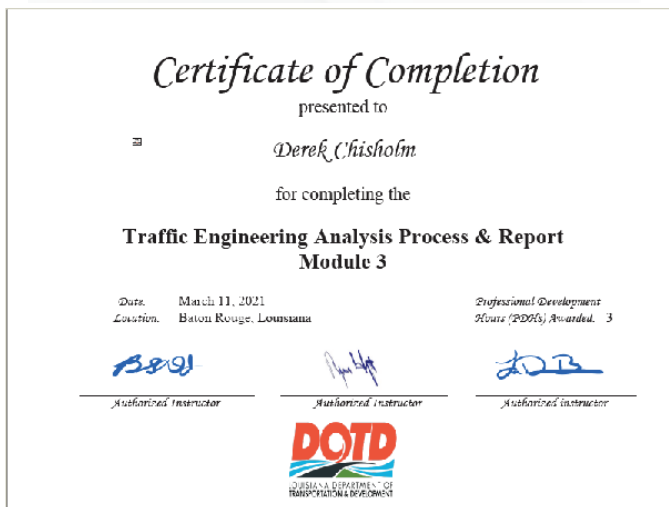 Certificate of Completion
presented to
Derek Chisholm
for completing the
Traffic Engineering Analysis Process & Report
Module 3
Date. March 11, 2021
Location. Baton Rouge, Louisiana
Professional Development
Hours (PDHs) Awarded. 3
Authorized Instructor
Authorized Instructor
Authorized instructor
DOTD
LOUISIANA DEPARTMENT OF
TRANSPORTATION & DEVELOPMENT